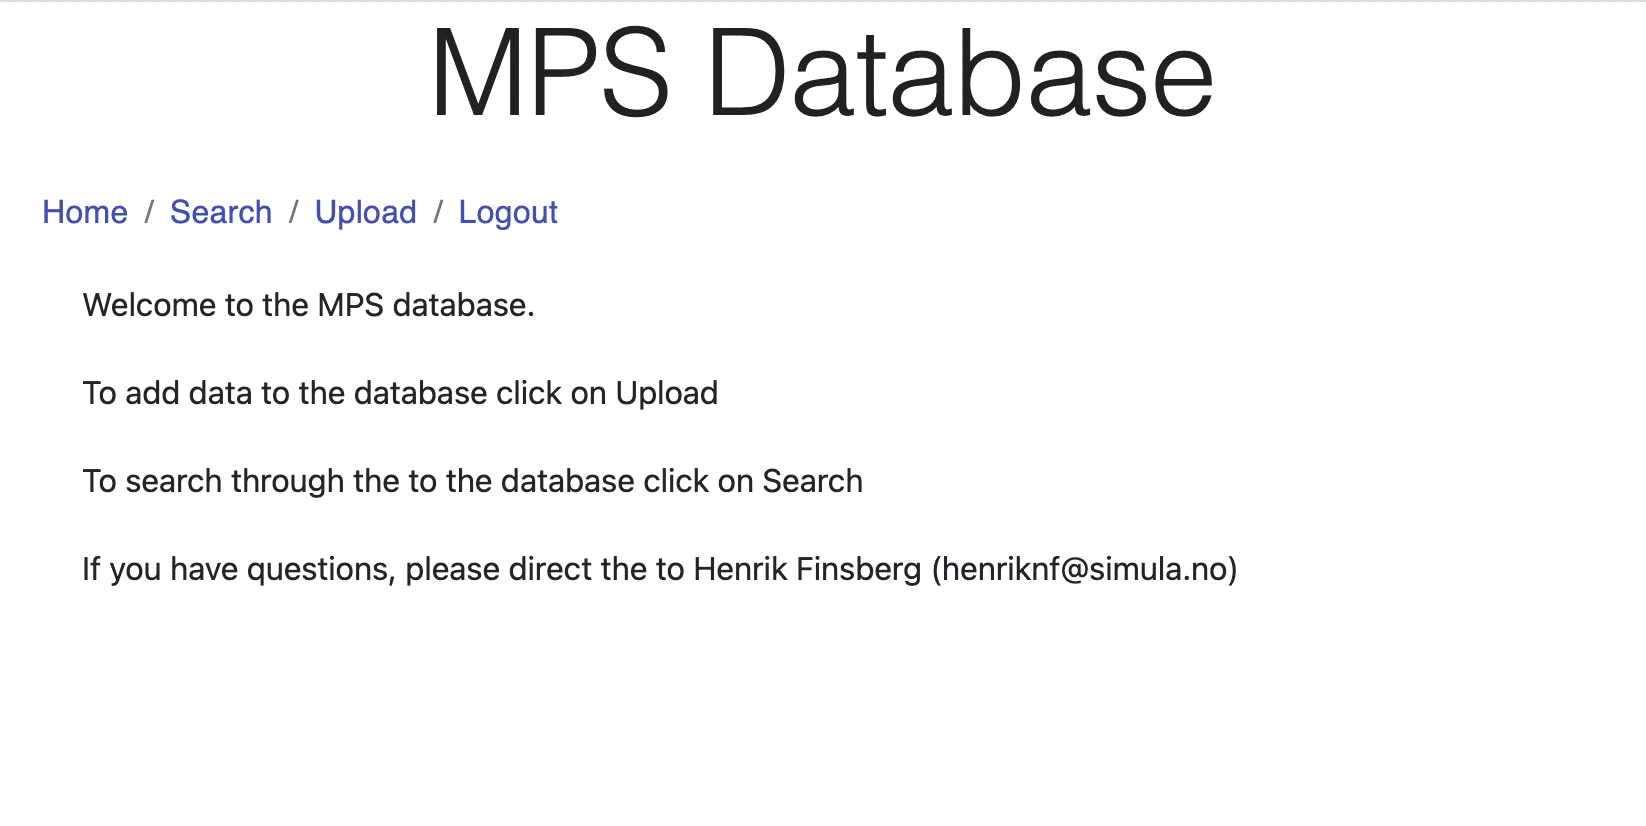 MPS Database
Home / Search / Upload / Logout
Welcome to the MPS database.
To add data to the database click on Upload
To search through the to the database click on Search
If you have questions, please direct the to Henrik Finsberg (henriknf@simula.no)